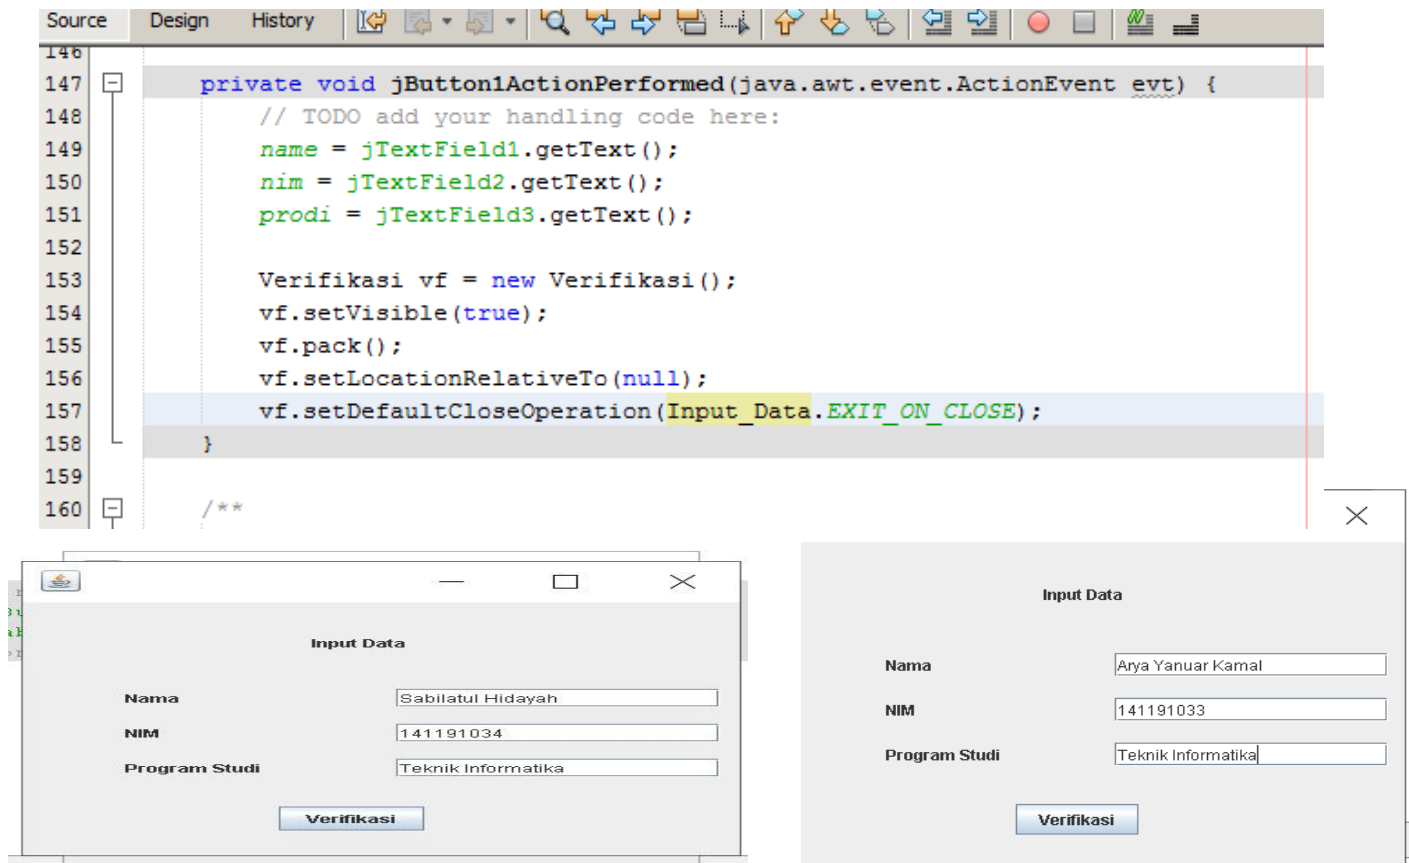 Source Design History
146
147 private void jButton1ActionPerformed(java.awt.event.ActionEvent evt) {
148 // TODO add your handling code here:
149 name = jTextField1.getText();
150 nim = jTextField2.getText();
151 prodi = jTextField3.getText();
152
153 Verifikasi vf = new Verifikasi();
154 vf.setVisible(true);
155 vf.pack();
156 vf.setLocationRelativeTo(null);
157 vf.setDefaultCloseOperation(Input_Data.EXIT_ON_CLOSE);
158 }
159
160 /**
Input Data
Nama Sabilatul Hidayah
NIM 141191034
Program Studi Teknik Informatika
Verifikasi
Input Data
Nama Arya Yanuar Kamal
NIM 141191033
Program Studi Teknik Informatika
Verifikasi